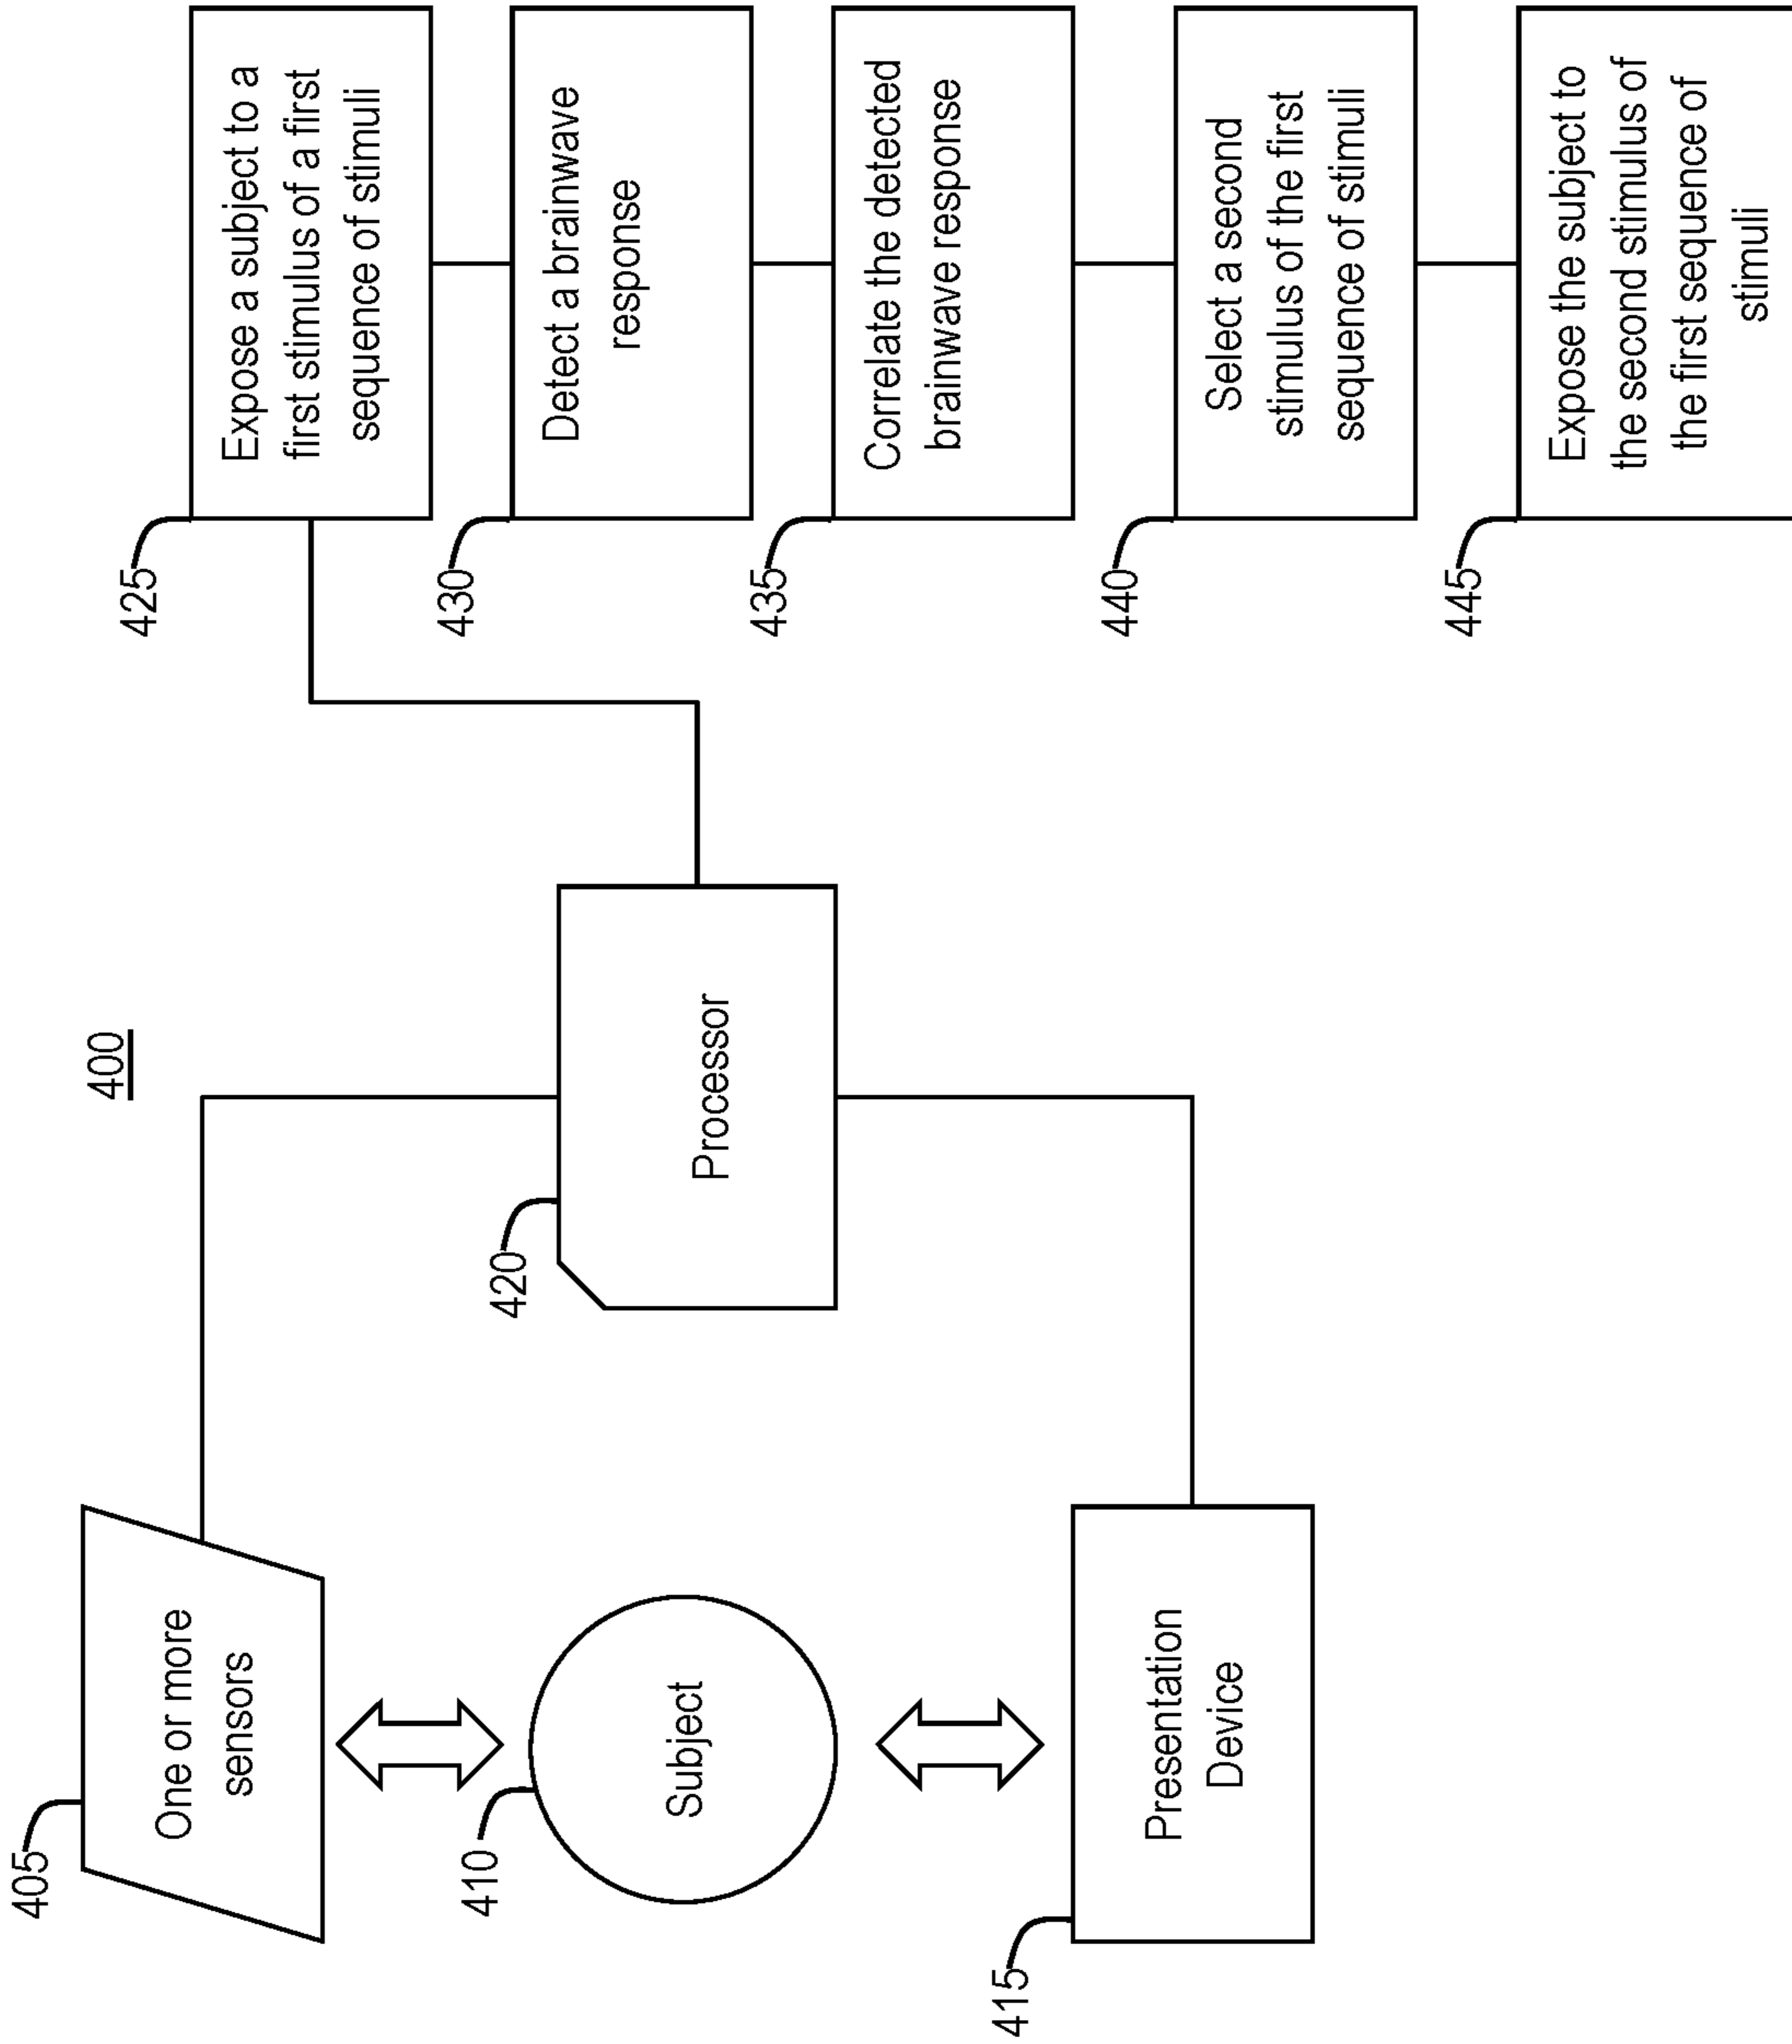 400
405
One or more
sensors
410
Subject
415
Presentation
Device
420
Processor
425
Expose a subject to a
first stimulus of a first
sequence of stimuli
430
Detect a brainwave
response
435
Correlate the detected
brainwave response
440
Select a second
stimulus of the first
sequence of stimuli
445
Expose the subject to
the second stimulus of
the first sequence of
stimuli